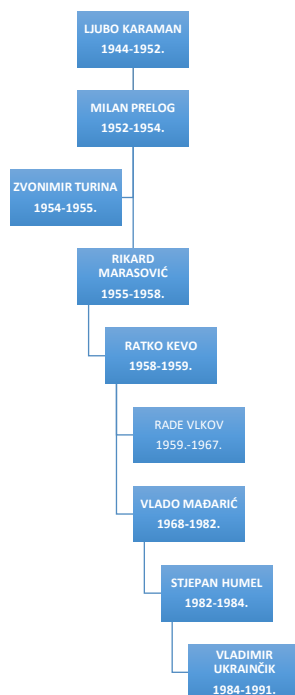 LJUBO KARAMAN
1944-1952.
MILAN PRELOG
1952-1954.
ZVONIMIR TURINA
1954-1955.
RIKARD
MARASOVIĆ
1955-1958.
RATKO KEVO
1958-1959.
RADE VLKOV
1959.-1967.
VLADO MAĐARIĆ
1968-1982.
STJEPAN HUMEL
1982-1984.
VLADIMIR
UKRAINČIK
1984-1991.